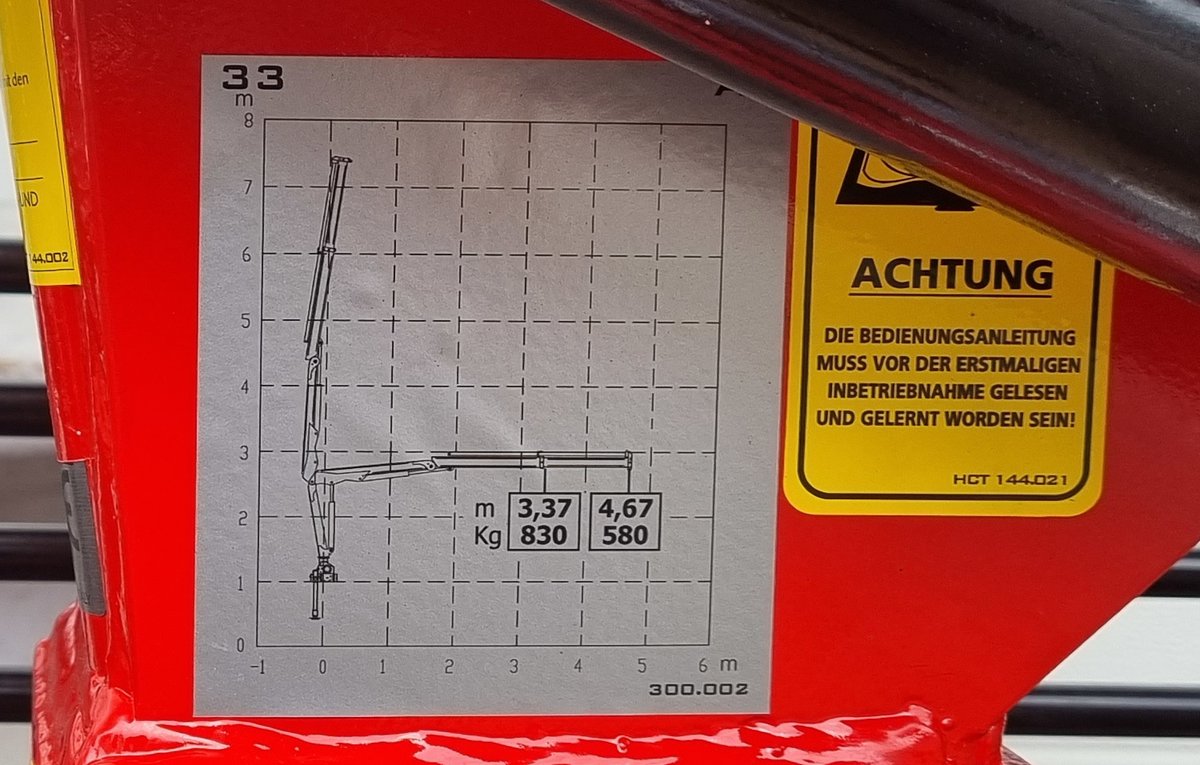 it den
UND
144.002
33
m
8
7
6
5
4
3
2
1
0
m 3,37 4,67
Kg 830 580
-1 0 1 2 3 4 5 6 m
300.002
ACHTUNG
DIE BEDIENUNGSANLEITUNG
MUSS VOR DER ERSTMALIGEN
INBETRIEBNAHME GELESEN
UND GELERNT WORDEN SEIN!
HCT 144.021